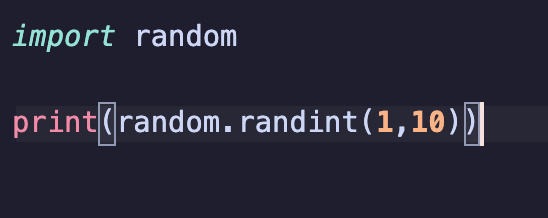 import random
print(random.randint(1,10))